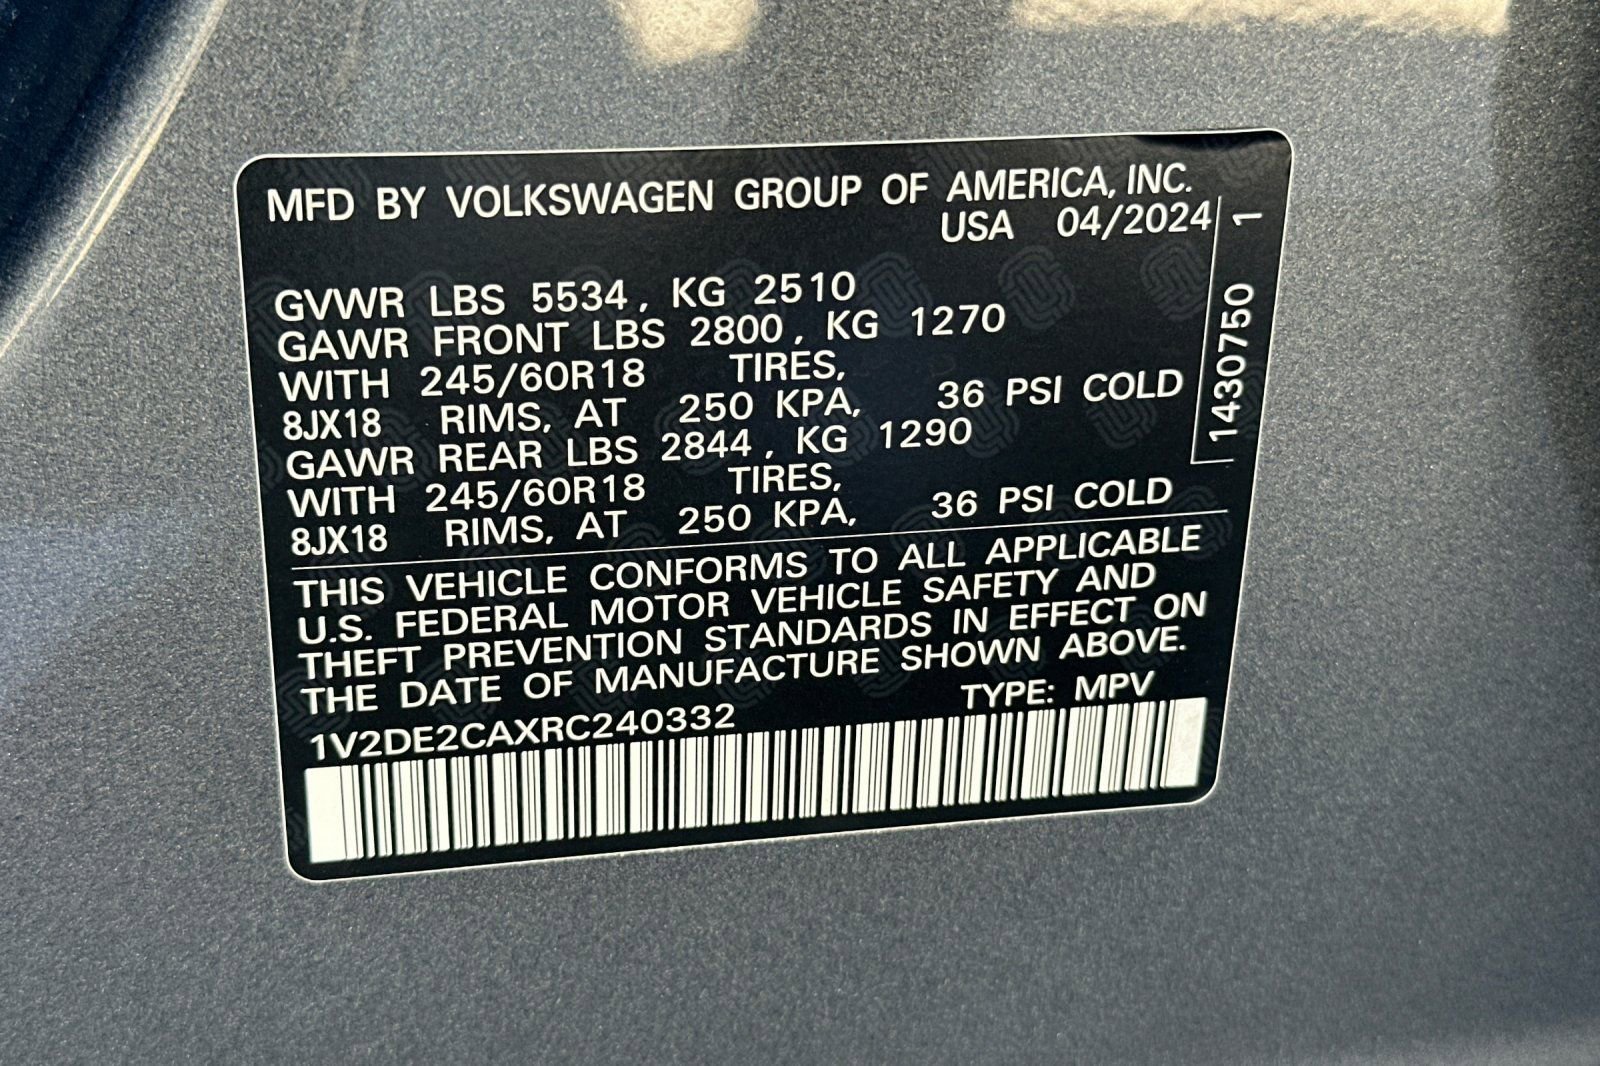 MFD BY VOLKSWAGEN GROUP OF AMERICA, INC.
USA 04/2024
GVWR LBS 5534, KG 2510
GAWR FRONT LBS 2800, KG 1270
WITH 245/60R18 TIRES,
8JX18 RIMS, AT 250 KPA, 36 PSI COLD
GAWR REAR LBS 2844, KG 1290
WITH 245/60R18 TIRES,
8JX18 RIMS, AT 250 KPA, 36 PSI COLD
THIS VEHICLE CONFORMS TO ALL APPLICABLE
U.S. FEDERAL MOTOR VEHICLE SAFETY AND
THEFT PREVENTION STANDARDS IN EFFECT ON
THE DATE OF MANUFACTURE SHOWN ABOVE.
1V2DE2CAXRC240332 TYPE: MPV
1430750 1